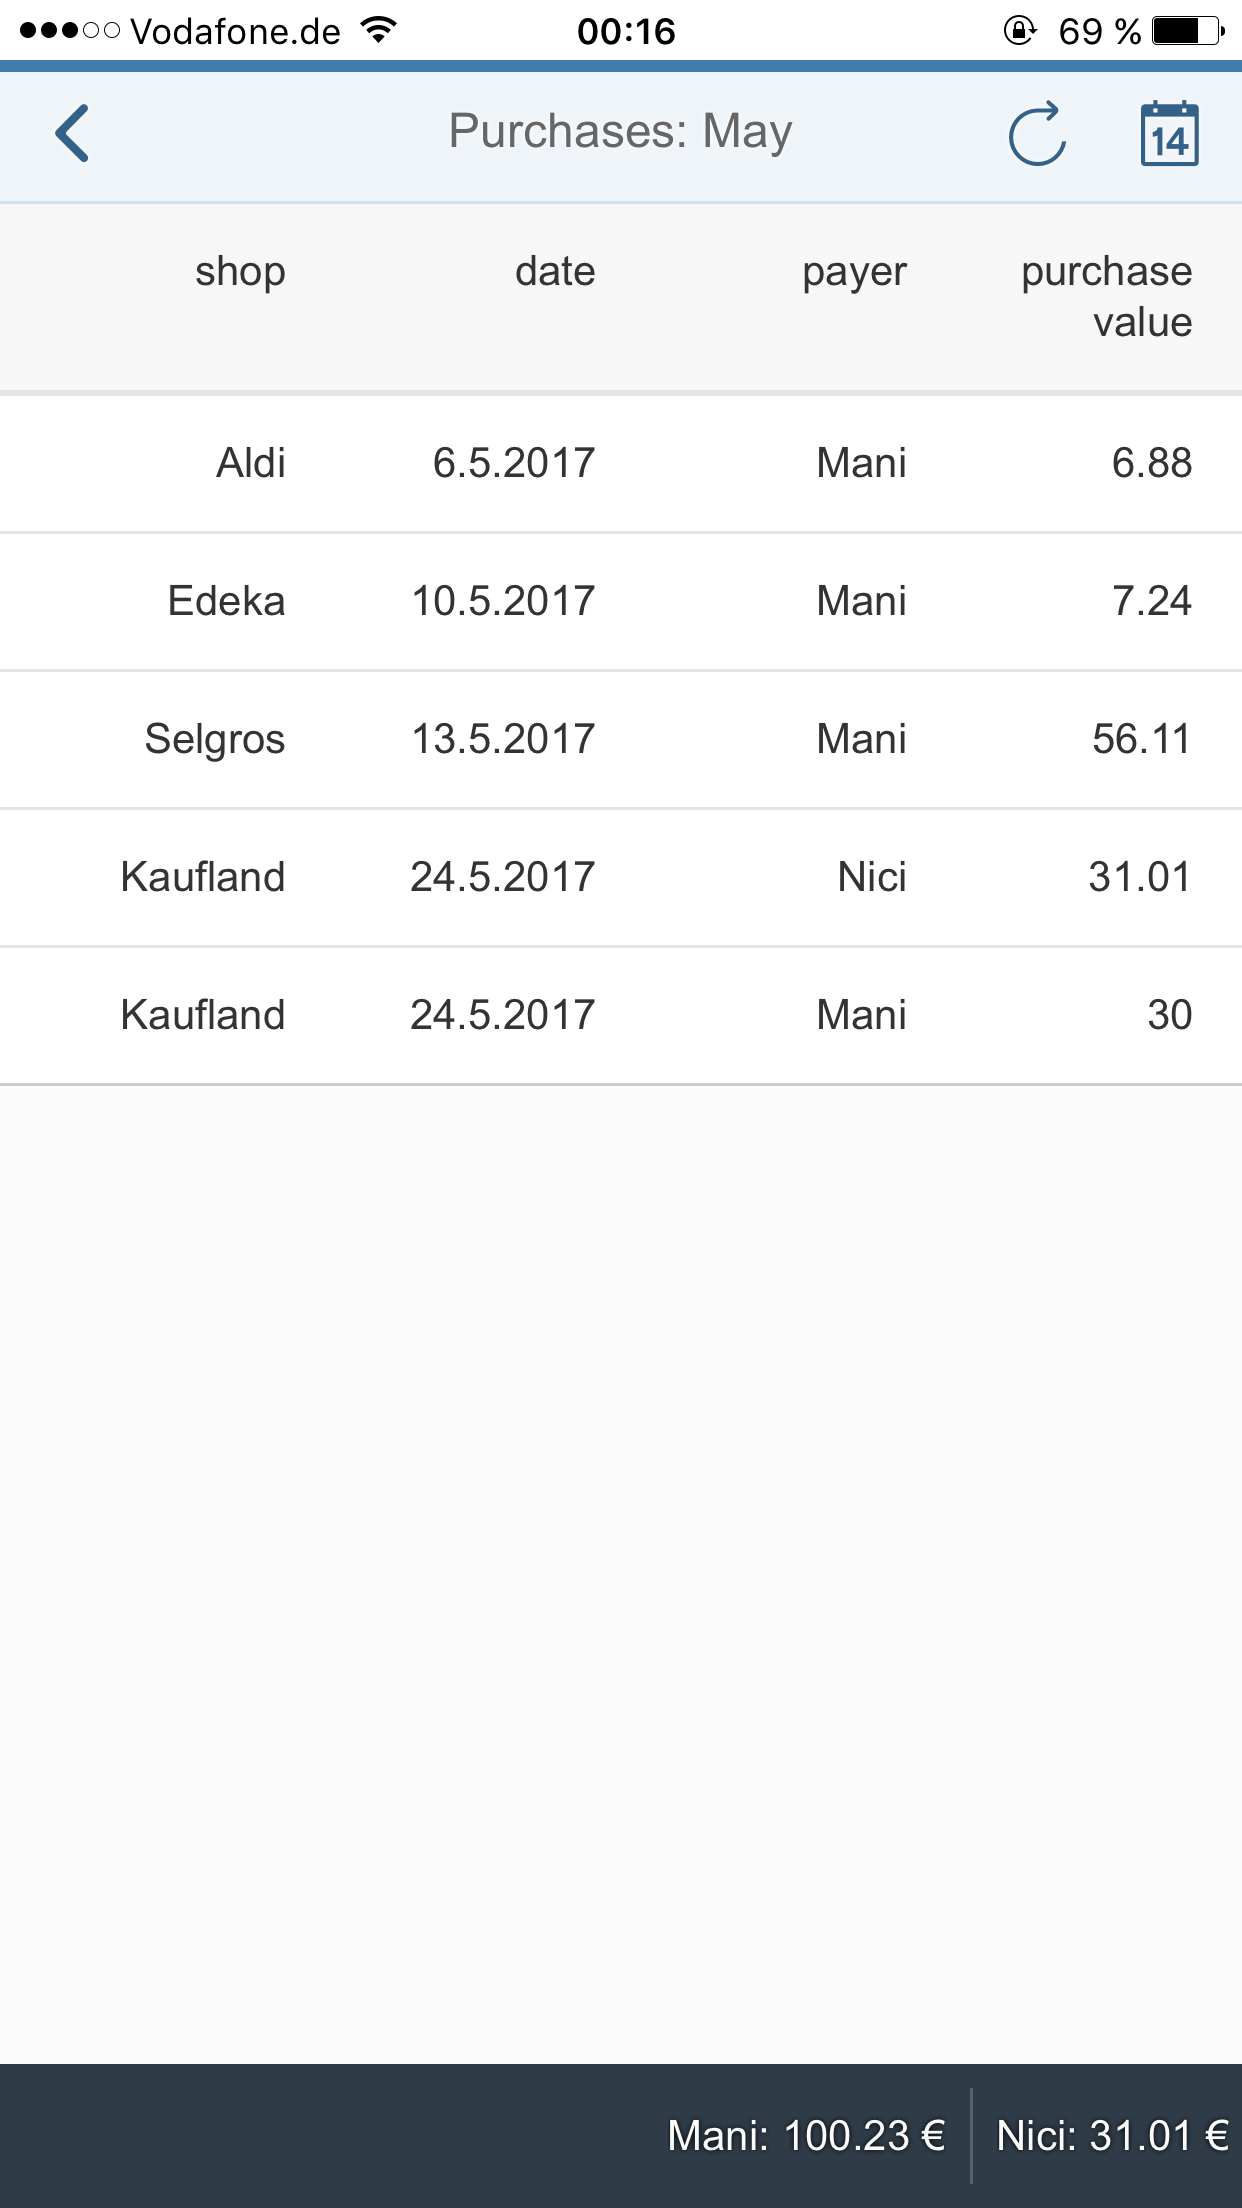 Vodafone.de 00:16 69 %
Purchases: May 14
shop date payer purchase value
Aldi 6.5.2017 Mani 6.88
Edeka 10.5.2017 Mani 7.24
Selgros 13.5.2017 Mani 56.11
Kaufland 24.5.2017 Nici 31.01
Kaufland 24.5.2017 Mani 30
Mani: 100.23 € Nici: 31.01 €